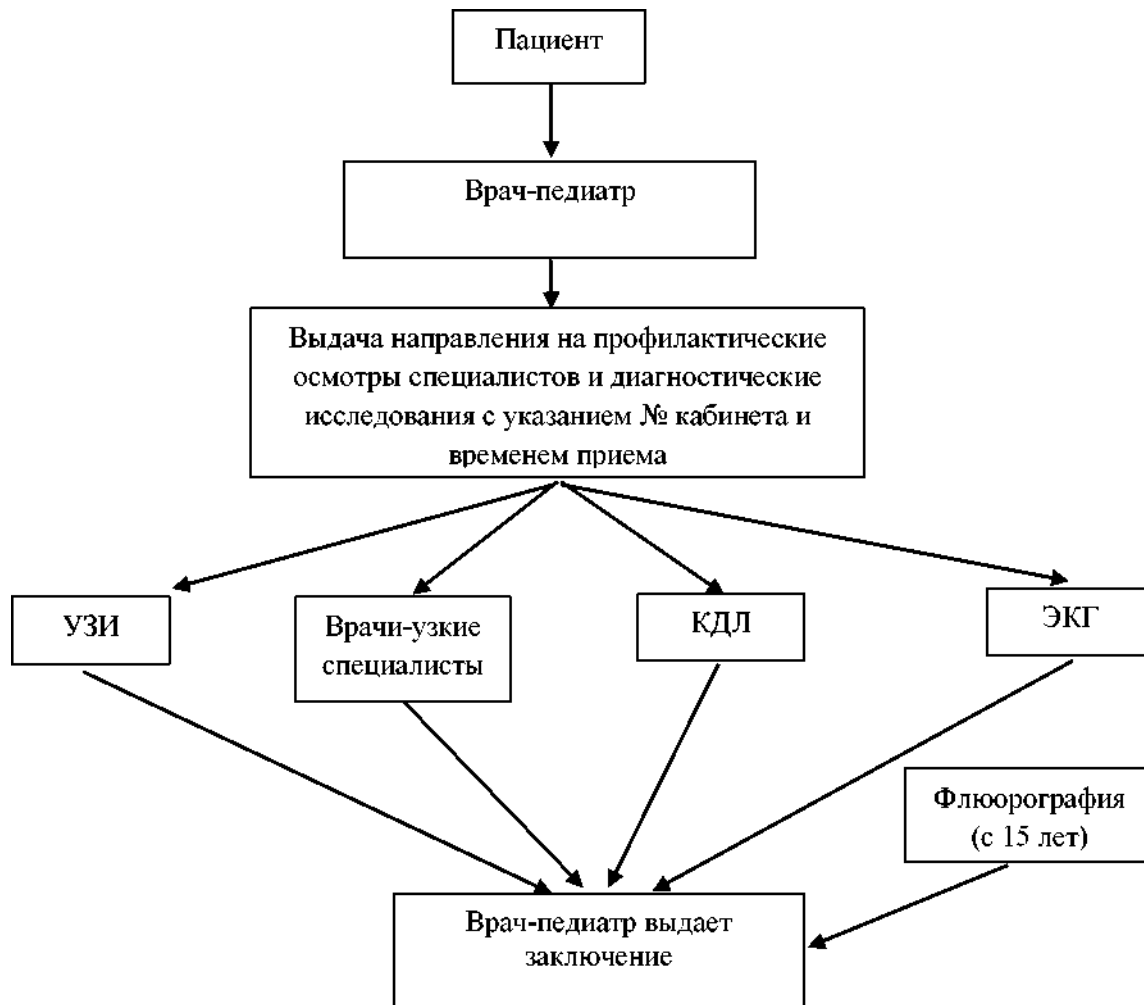 Пациент
Врач-педиатр
Выдача направления на профилактические
осмотры специалистов и диагностические
исследования с указанием № кабинета и
временем приема
УЗИ
Врачи-узкие
специалисты
КДЛ
ЭКГ
Флюорография
(с 15 лет)
Врач-педиатр выдает
заключение